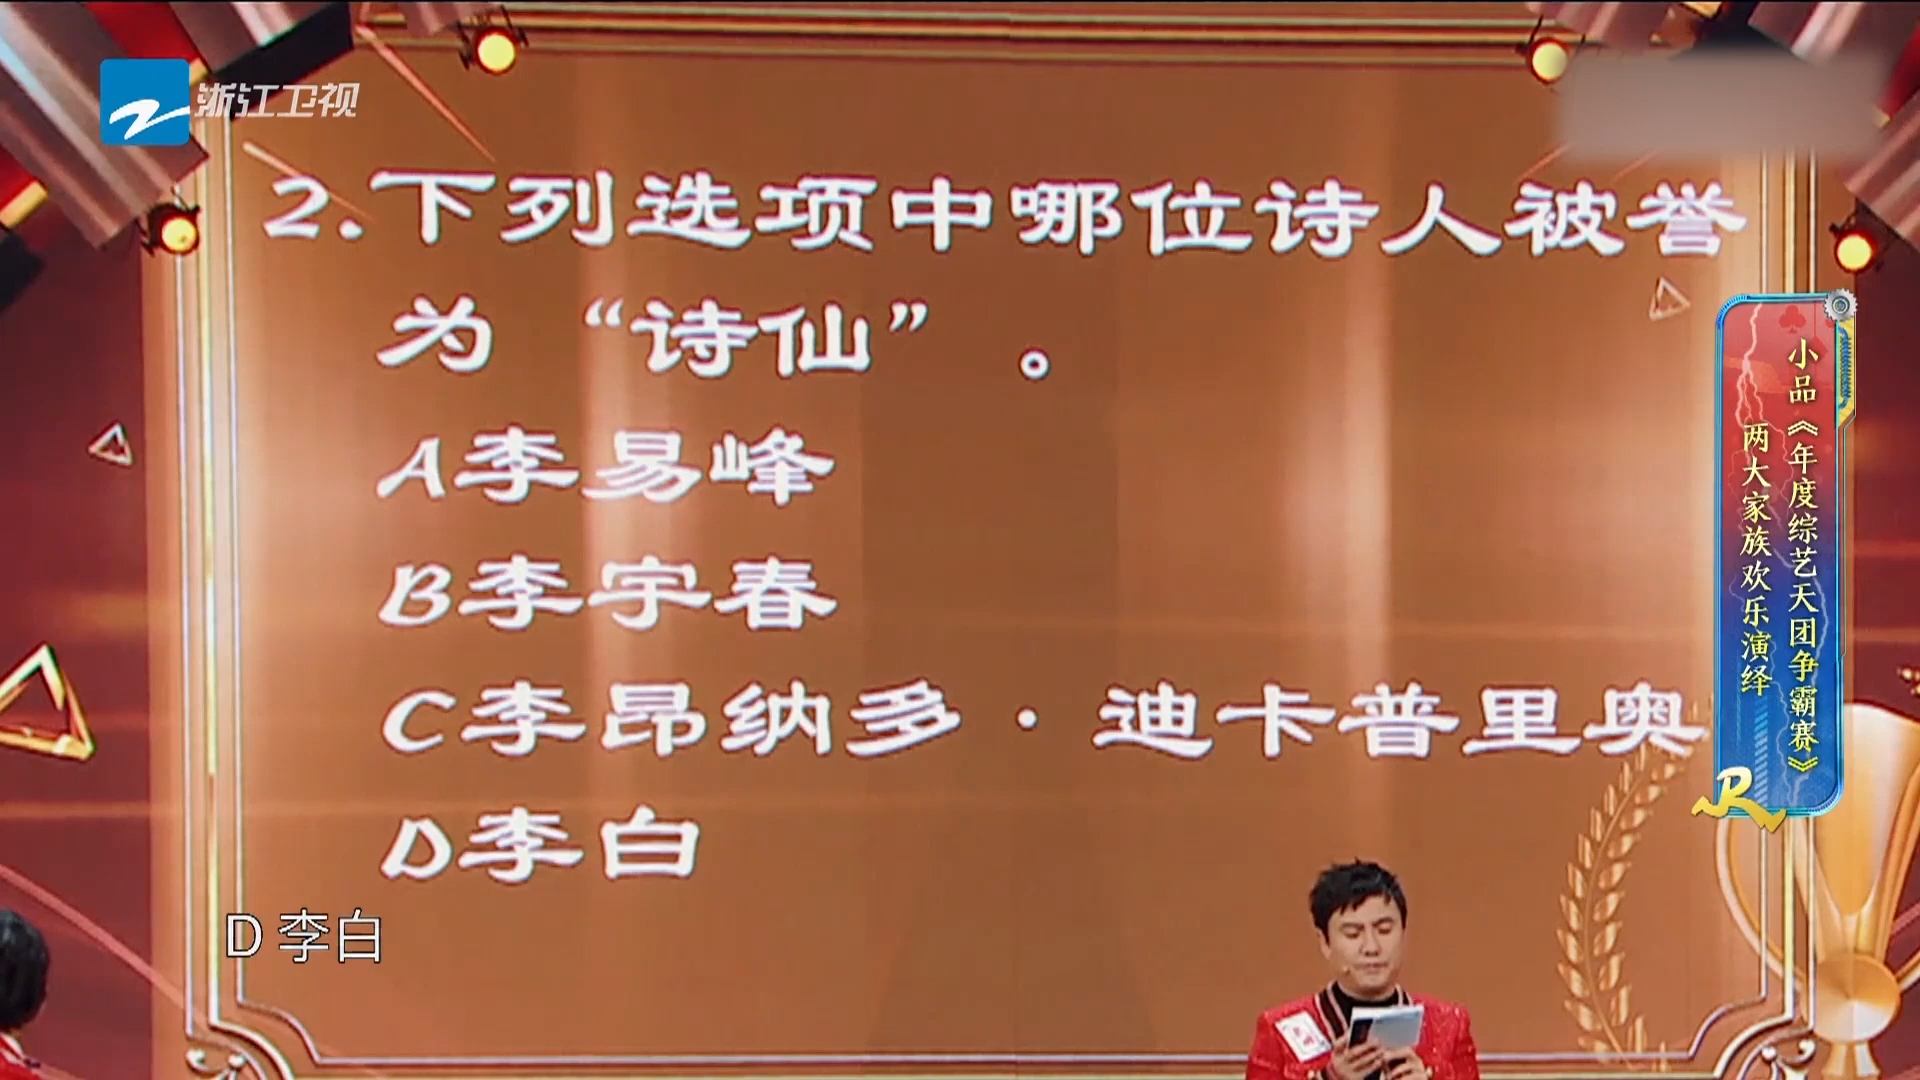 浙江卫视
2.下列选项中哪位诗人被誉
为“诗仙”。
A李易峰
B李宇春
C李昂纳多·迪卡普里奥
D李白
小品《年度综艺天团争霸赛》
两大家族欢乐演绎
R
D 李白